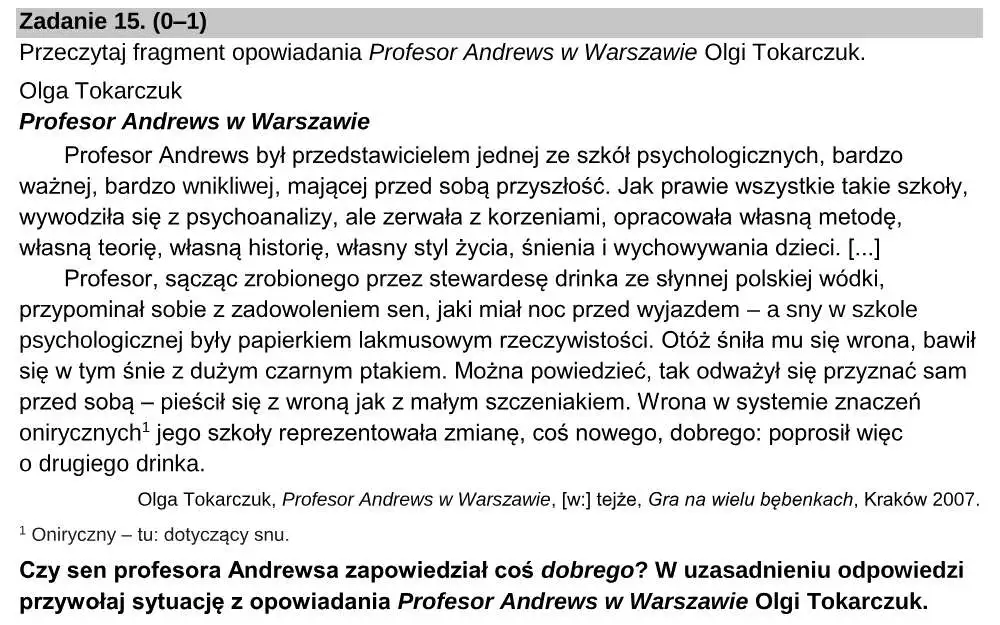 Zadanie 15. (0–1)
Przeczytaj fragment opowiadania Profesor Andrews w Warszawie Olgi Tokarczuk.
Olga Tokarczuk
Profesor Andrews w Warszawie
Profesor Andrews był przedstawicielem jednej ze szkół psychologicznych, bardzo
ważnej, bardzo wnikliwej, mającej przed sobą przyszłość. Jak prawie wszystkie takie szkoły,
wywodziła się z psychoanalizy, ale zerwała z korzeniami, opracowała własną metodę,
własną teorię, własną historię, własny styl życia, śnienia i wychowywania dzieci. [...]
Profesor, sącząc zrobionego przez stewardesę drinka ze słynnej polskiej wódki,
przypominał sobie z zadowoleniem sen, jaki miał noc przed wyjazdem – a sny w szkole
psychologicznej były papierkiem lakmusowym rzeczywistości. Otóż śniła mu się wrona, bawił
się w tym śnie z dużym czarnym ptakiem. Można powiedzieć, tak odważył się przyznać sam
przed sobą – pieścił się z wroną jak z małym szczeniakiem. Wrona w systemie znaczeń
onirycznych¹ jego szkoły reprezentowała zmianę, coś nowego, dobrego: poprosił więc
o drugiego drinka.
Olga Tokarczuk, Profesor Andrews w Warszawie, [w:] tejże, Gra na wielu bębenkach, Kraków 2007.
¹ Oniryczny – tu: dotyczący snu.
Czy sen profesora Andrewsa zapowiedział coś dobrego? W uzasadnieniu odpowiedzi
przywołaj sytuację z opowiadania Profesor Andrews w Warszawie Olgi Tokarczuk.